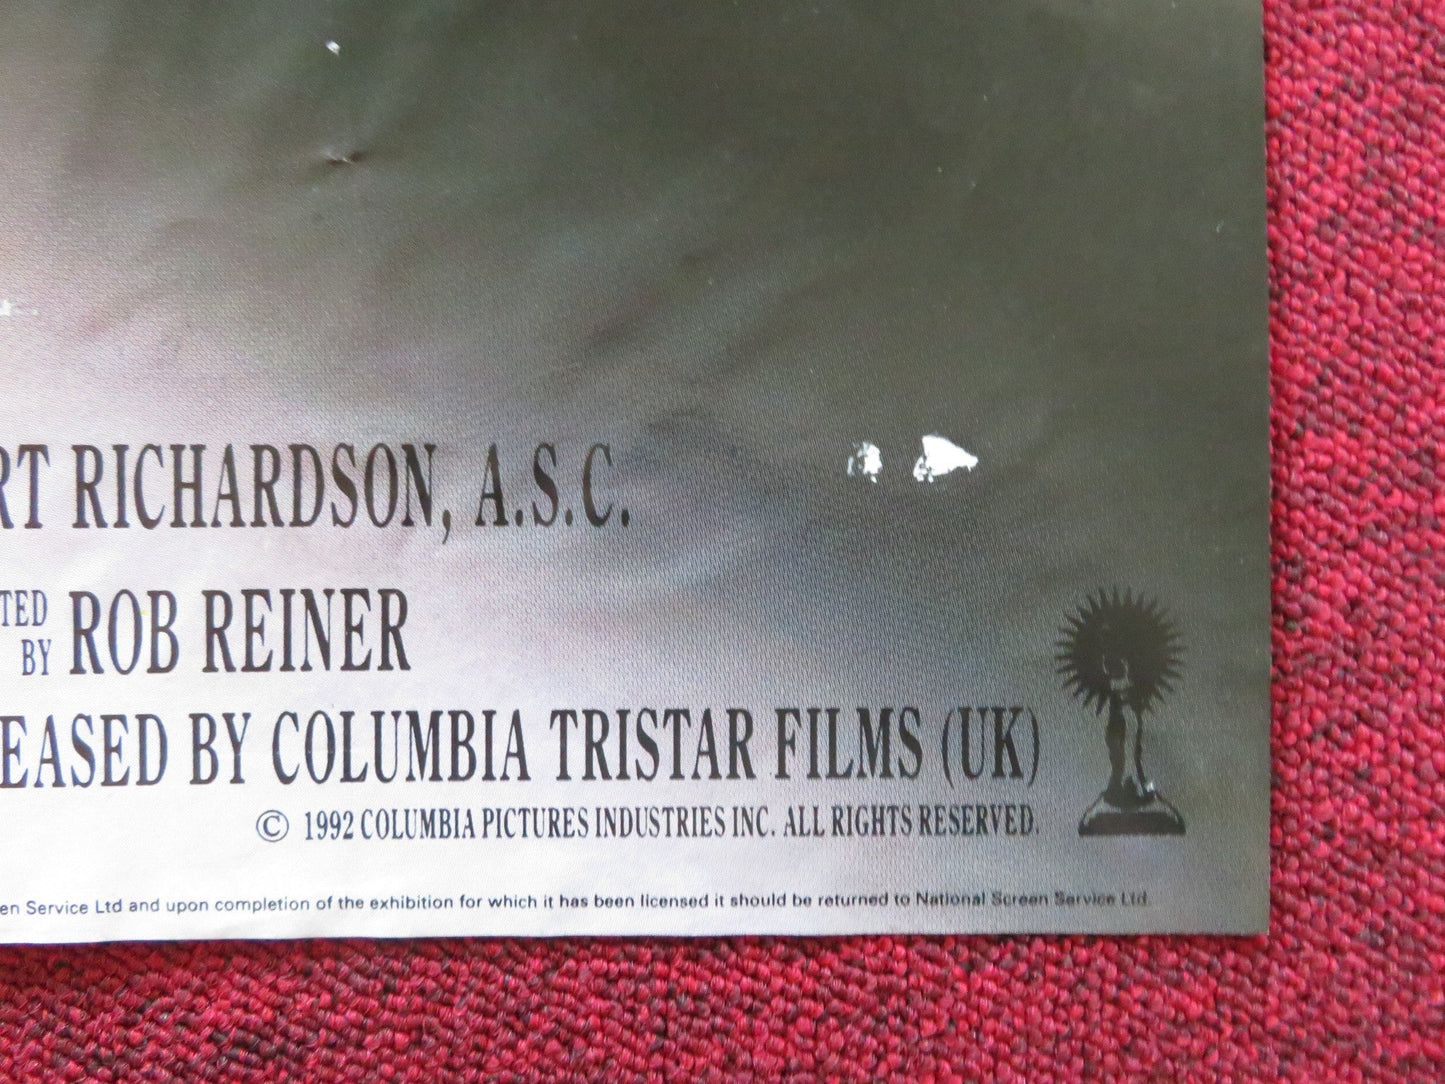 RT RICHARDSON, A.S.C.
TED BY ROB REINER
EASED BY COLUMBIA TRISTAR FILMS (UK)
© 1992 COLUMBIA PICTURES INDUSTRIES INC. ALL RIGHTS RESERVED.
en Service Ltd and upon completion of the exhibition for which it has been licensed it should be returned to National Screen Service Ltd.